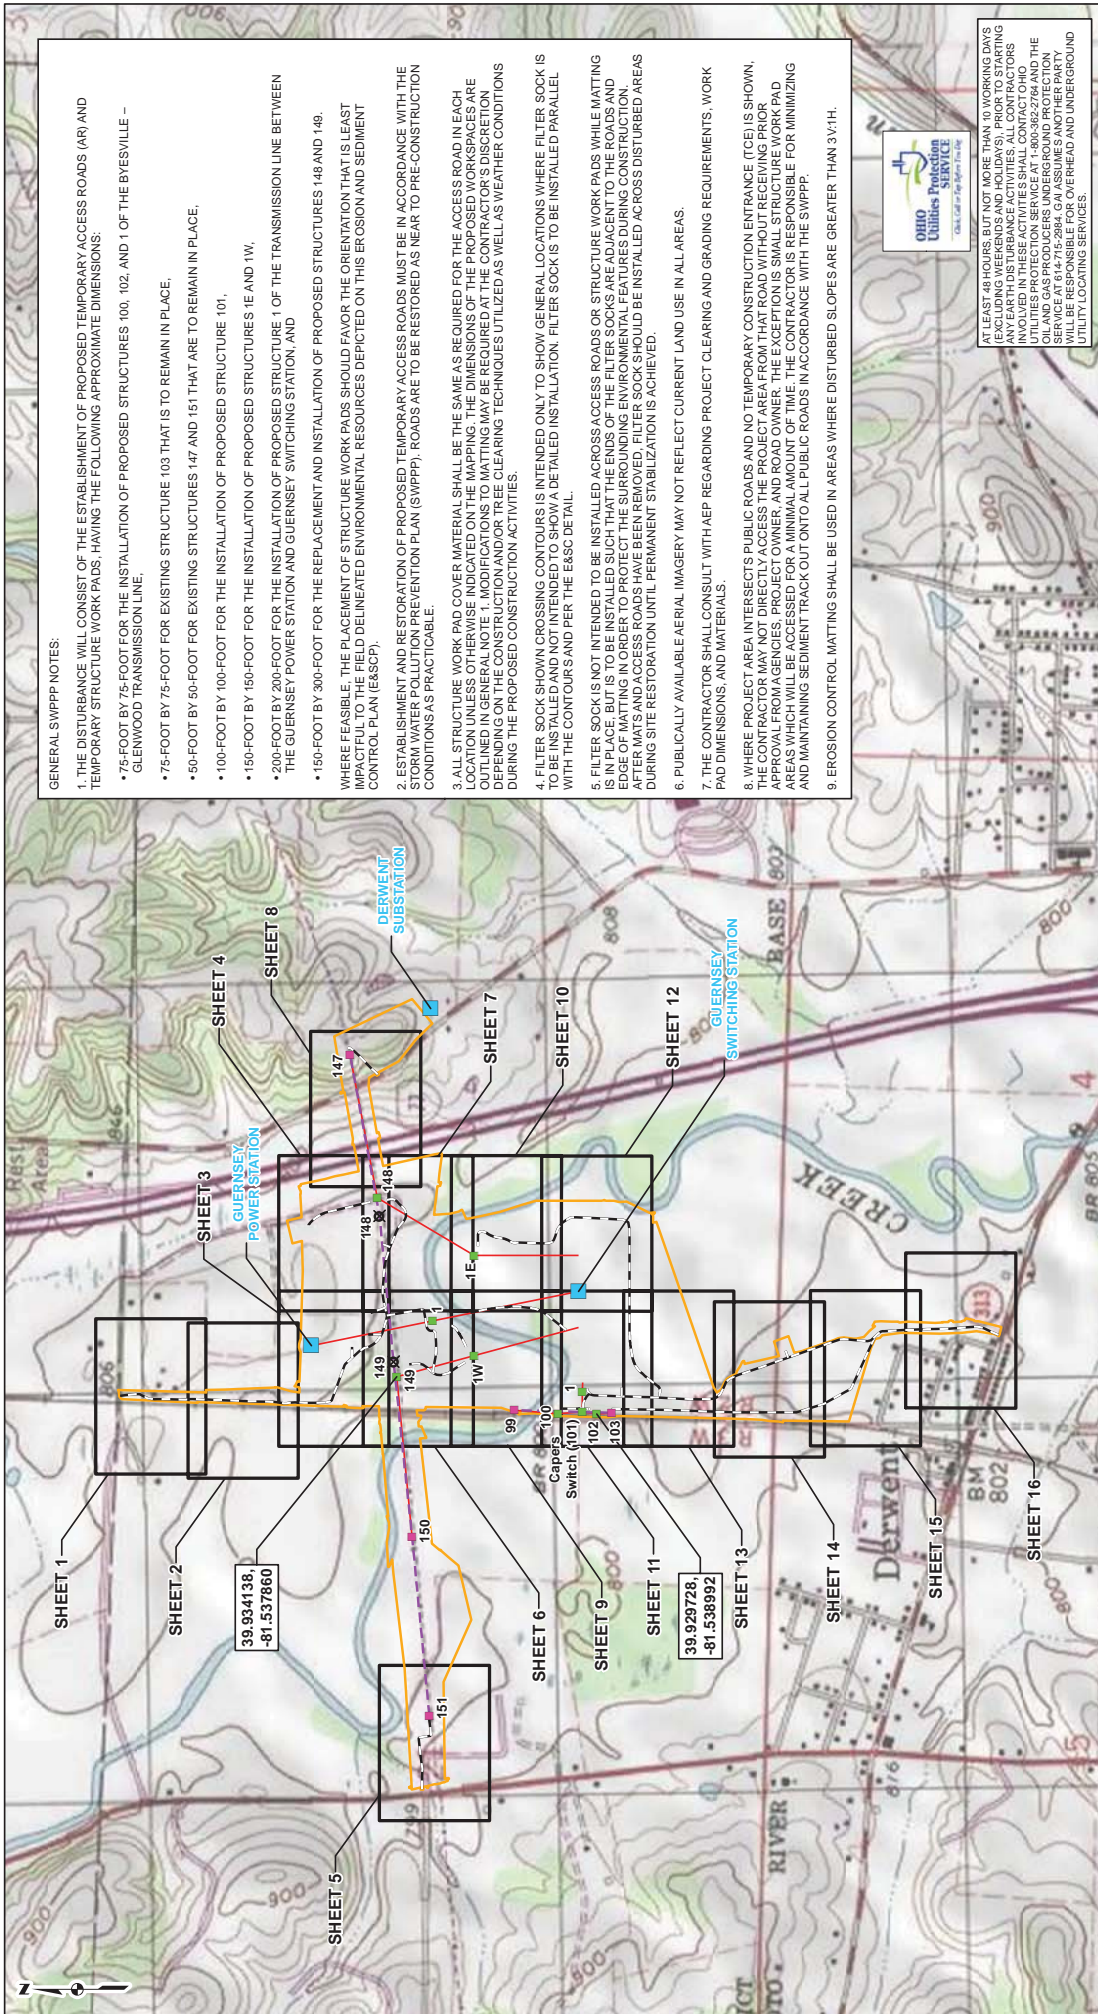 GENERAL SWPPP NOTES:
1. THE DISTURBANCE WILL CONSIST OF THE ESTABLISHMENT OF PROPOSED TEMPORARY ACCESS ROADS (AR) AND
TEMPORARY STRUCTURE WORK PADS, HAVING THE FOLLOWING APPROXIMATE DIMENSIONS:
• 75-FOOT BY 75-FOOT FOR THE INSTALLATION OF PROPOSED STRUCTURES 100, 102, AND 1 OF THE BYESVILLE –
GLENWOOD TRANSMISSION LINE,
• 75-FOOT BY 75-FOOT FOR EXISTING STRUCTURE 103 THAT IS TO REMAIN IN PLACE,
• 50-FOOT BY 50-FOOT FOR EXISTING STRUCTURES 147 AND 151 THAT ARE TO REMAIN IN PLACE,
• 100-FOOT BY 100-FOOT FOR THE INSTALLATION OF PROPOSED STRUCTURE 101,
• 150-FOOT BY 150-FOOT FOR THE INSTALLATION OF PROPOSED STRUCTURES 1E AND 1W,
• 200-FOOT BY 200-FOOT FOR THE INSTALLATION OF PROPOSED STRUCTURE 1 OF THE TRANSMISSION LINE BETWEEN
THE GUERNSEY POWER STATION AND GUERNSEY SWITCHING STATION, AND
• 150-FOOT BY 300-FOOT FOR THE REPLACEMENT AND INSTALLATION OF PROPOSED STRUCTURES 148 AND 149.
WHERE FEASIBLE, THE PLACEMENT OF STRUCTURE WORK PADS SHOULD FAVOR THE ORIENTATION THAT IS LEAST
IMPACTFUL TO THE FIELD DELINEATED ENVIRONMENTAL RESOURCES DEPICTED ON THIS EROSION AND SEDIMENT
CONTROL PLAN (E&SCP).
2. ESTABLISHMENT AND RESTORATION OF PROPOSED TEMPORARY ACCESS ROADS MUST BE IN ACCORDANCE WITH THE
STORM WATER POLLUTION PREVENTION PLAN (SWPPP). ROADS ARE TO BE RESTORED AS NEAR TO PRE-CONSTRUCTION
CONDITIONS AS PRACTICABLE.
3. ALL STRUCTURE WORK PAD COVER MATERIAL SHALL BE THE SAME AS REQUIRED FOR THE ACCESS ROAD IN EACH
LOCATION UNLESS OTHERWISE INDICATED ON THE MAPPING. THE DIMENSIONS OF THE PROPOSED WORKSPACES ARE
OUTLINED IN GENERAL NOTE 1. MODIFICATIONS TO MATTING MAY BE REQUIRED AT THE CONTRACTOR'S DISCRETION
DEPENDING ON THE CONSTRUCTION AND/OR TREE CLEARING TECHNIQUES UTILIZED AS WELL AS WEATHER CONDITIONS
DURING THE PROPOSED CONSTRUCTION ACTIVITIES.
4. FILTER SOCK SHOWN CROSSING CONTOURS IS INTENDED ONLY TO SHOW GENERAL LOCATIONS WHERE FILTER SOCK IS
TO BE INSTALLED AND NOT INTENDED TO SHOW A DETAILED INSTALLATION. FILTER SOCK IS TO BE INSTALLED PARALLEL
WITH THE CONTOURS AND PER THE E&SC DETAIL.
5. FILTER SOCK IS NOT INTENDED TO BE INSTALLED ACROSS ACCESS ROADS OR STRUCTURE WORK PADS WHILE MATTING
IS IN PLACE, BUT IS TO BE INSTALLED SUCH THAT THE ENDS OF THE FILTER SOCKS ARE ADJACENT TO THE ROADS AND
EDGE OF MATTING IN ORDER TO PROTECT THE SURROUNDING ENVIRONMENTAL FEATURES DURING CONSTRUCTION.
AFTER MATS AND ACCESS ROADS HAVE BEEN REMOVED, FILTER SOCK SHOULD BE INSTALLED ACROSS DISTURBED AREAS
DURING SITE RESTORATION UNTIL PERMANENT STABILIZATION IS ACHIEVED.
6. PUBLICALLY AVAILABLE AERIAL IMAGERY MAY NOT REFLECT CURRENT LAND USE IN ALL AREAS.
7. THE CONTRACTOR SHALL CONSULT WITH AEP REGARDING PROJECT CLEARING AND GRADING REQUIREMENTS, WORK
PAD DIMENSIONS, AND MATERIALS.
8. WHERE PROJECT AREA INTERSECTS PUBLIC ROADS AND NO TEMPORARY CONSTRUCTION ENTRANCE (TCE) IS SHOWN,
THE CONTRACTOR MAY NOT DIRECTLY ACCESS THE PROJECT AREA FROM THAT ROAD WITHOUT RECEIVING PRIOR
APPROVAL FROM AGENCIES, PROJECT OWNER, AND ROAD OWNER. THE EXCEPTION IS SMALL STRUCTURE WORK PAD
AREAS WHICH WILL BE ACCESSED FOR A MINIMAL AMOUNT OF TIME. THE CONTRACTOR IS RESPONSIBLE FOR MINIMIZING
AND MAINTAINING SEDIMENT TRACK OUT ONTO ALL PUBLIC ROADS IN ACCORDANCE WITH THE SWPPP.
9. EROSION CONTROL MATTING SHALL BE USED IN AREAS WHERE DISTURBED SLOPES ARE GREATER THAN 3V:1H.
OHIO
Utilities Protection
SERVICE
AT LEAST 48 HOURS, BUT NOT MORE THAN 10 WORKING DAYS
(EXCLUDING WEEKENDS AND HOLIDAYS), PRIOR TO STARTING
ANY EARTH DISTURBANCE ACTIVITIES, ALL CONTRACTORS
INVOLVED IN THESE ACTIVITIES SHALL CONTACT OHIO
UTILITIES PROTECTION SERVICE AT 1-800-362-2764 AND THE
OIL AND GAS PRODUCERS UNDERGROUND PROTECTION
SERVICE AT 614-715-2984. GAI ASSUMES ANOTHER PARTY
WILL BE RESPONSIBLE FOR OVERHEAD AND UNDERGROUND
UTILITY LOCATING SERVICES.
N
SHEET 1
SHEET 2
SHEET 3
SHEET 4
SHEET 5
SHEET 6
SHEET 7
SHEET 8
SHEET 9
SHEET 10
SHEET 11
SHEET 12
SHEET 13
SHEET 14
SHEET 15
SHEET 16
GUERNSEY
POWER STATION
DERWENT
SUBSTATION
GUERNSEY
SWITCHING STATION
39.934138,
-81.537860
39.929728,
-81.538992
147
148
148
149
149
150
151
1E
1W
1
1
99
100
Capers
Switch (101)
102
103
Derwent
CREEK
RIVER
BASE
803
808
806
846
799
BM
802
313
876
800
800
800
800
900
900
900
900
R 3 W
R 2 W
BR 805
4
5